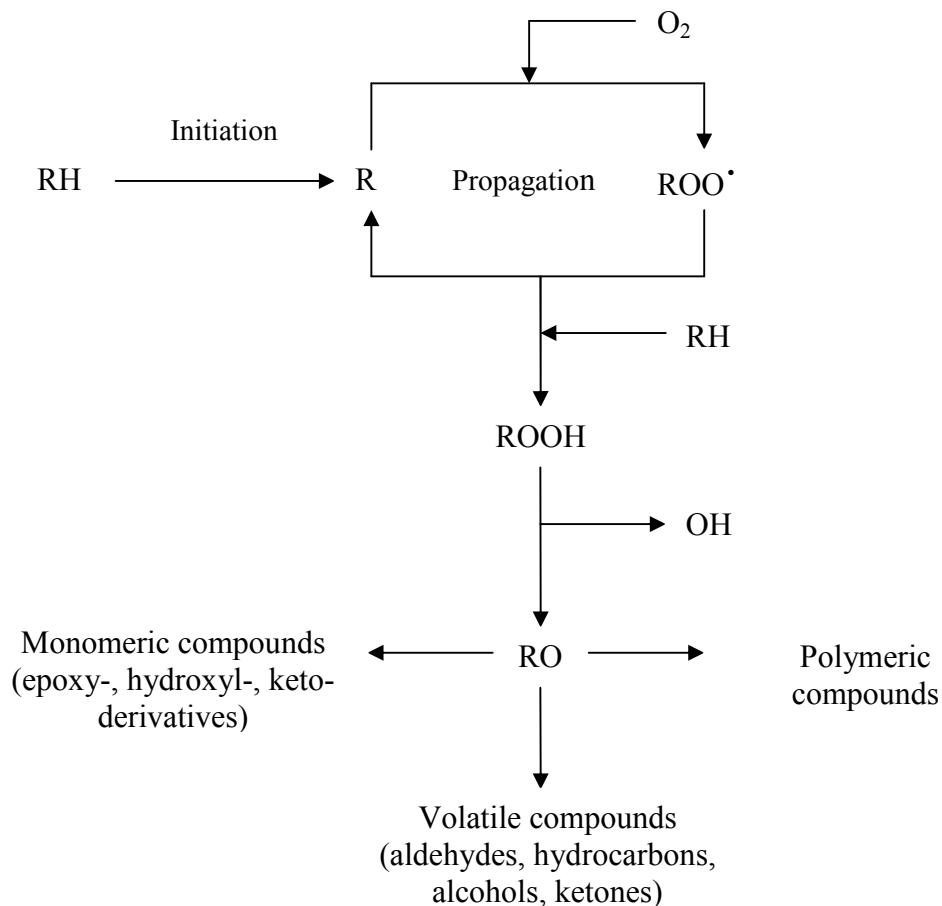 O₂
Initiation
RH
R
Propagation
ROO•
RH
ROOH
OH
Monomeric compounds
(epoxy-, hydroxyl-, keto-
derivatives)
RO
Polymeric
compounds
Volatile compounds
(aldehydes, hydrocarbons,
alcohols, ketones)